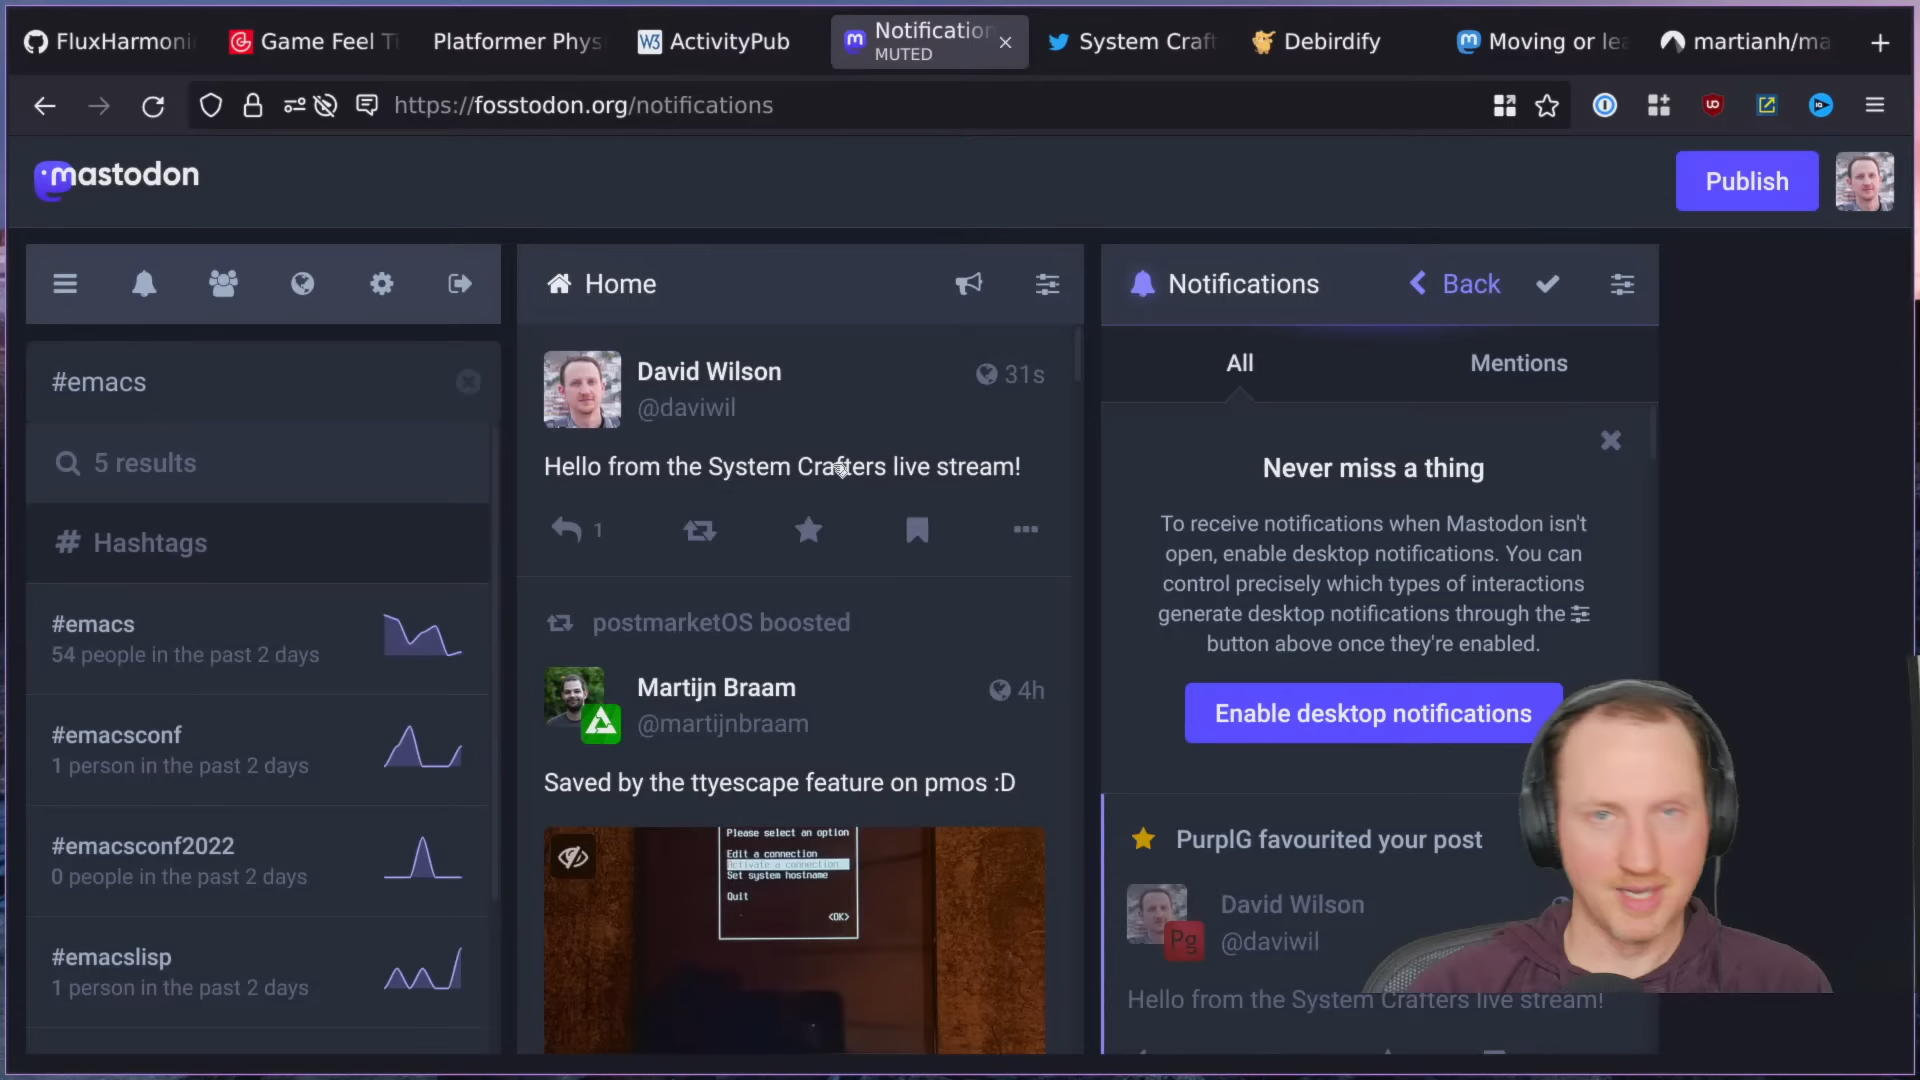 FluxHarmoni
Game Feel Ti
Platformer Phys
ActivityPub
Notification
MUTED
System Craft
Debirdify
Moving or lea
martianh/ma
https://fosstodon.org/notifications
mastodon
Publish
Home
Notifications
Back
#emacs
5 results
Hashtags
#emacs
54 people in the past 2 days
#emacsconf
1 person in the past 2 days
#emacsconf2022
0 people in the past 2 days
#emacslisp
1 person in the past 2 days
David Wilson
31s
@daviwil
Hello from the System Crafters live stream!
1
postmarketOS boosted
Martijn Braam
4h
@martijnbraam
Saved by the ttyescape feature on pmos :D
Please select an option
Edit a connection
Activate a connection
Set system hostname
Quit
<OK>
All
Mentions
Never miss a thing
To receive notifications when Mastodon isn't
open, enable desktop notifications. You can
control precisely which types of interactions
generate desktop notifications through the
button above once they're enabled.
Enable desktop notifications
PurplG favourited your post
David Wilson
@daviwil
Pg
Hello from the System Crafters live stream!